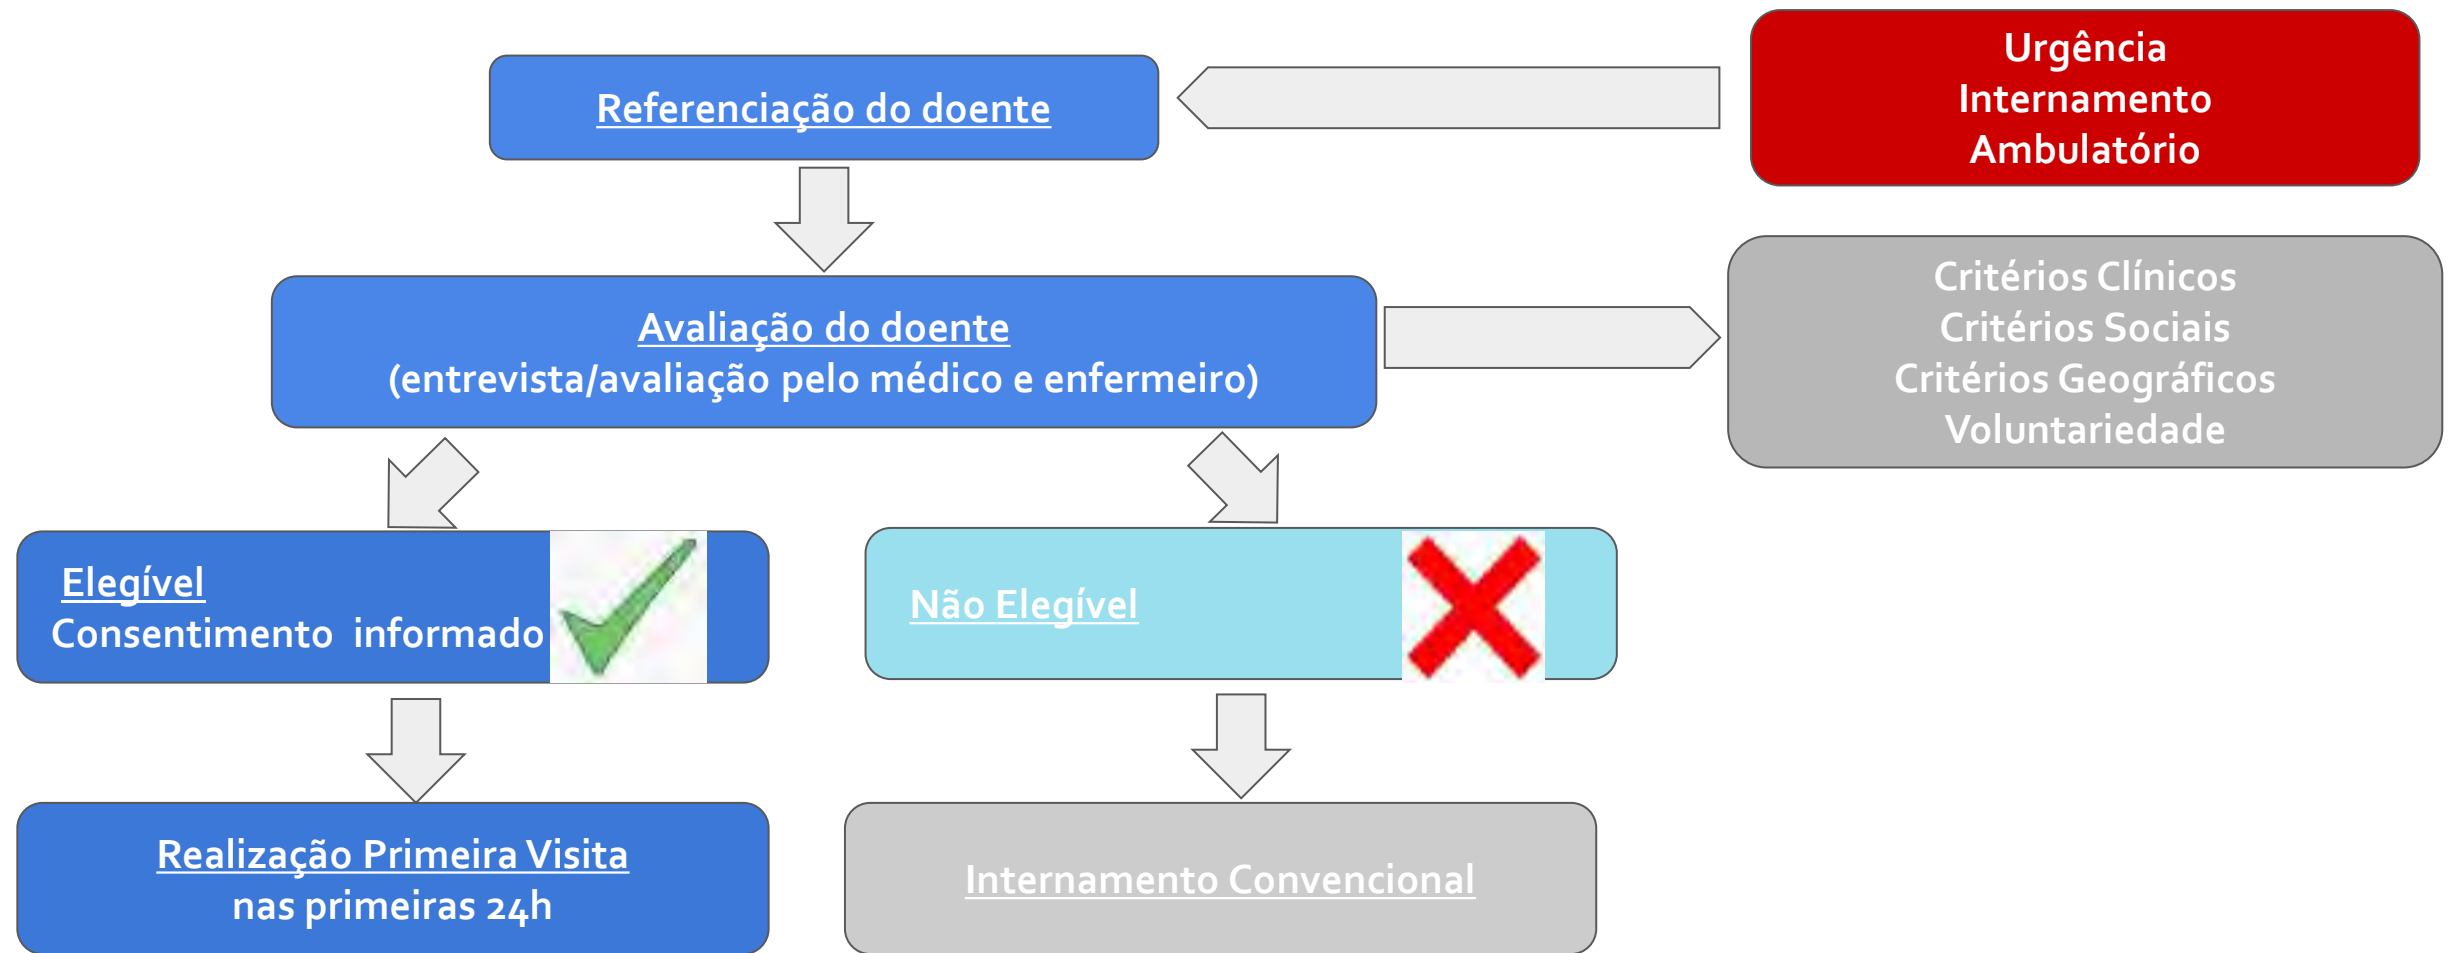 Referenciação do doente
Urgência
Internamento
Ambulatório
Avaliação do doente
(entrevista/avaliação pelo médico e enfermeiro)
Critérios Clínicos
Critérios Sociais
Critérios Geográficos
Voluntariedade
Elegível
Consentimento informado
Não Elegível
Realização Primeira Visita
nas primeiras 24h
Internamento Convencional